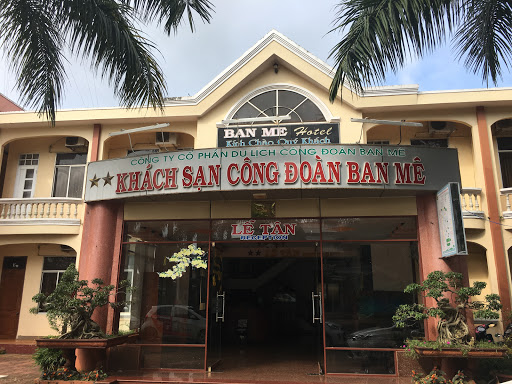 BAN ME Hotel
Kính Chào Quý Khách
CÔNG TY CỔ PHẦN DU LỊCH CÔNG ĐOÀN BAN MÊ
KHÁCH SẠN CÔNG ĐOÀN BAN MÊ
LỄ TÂN
RECEPTION